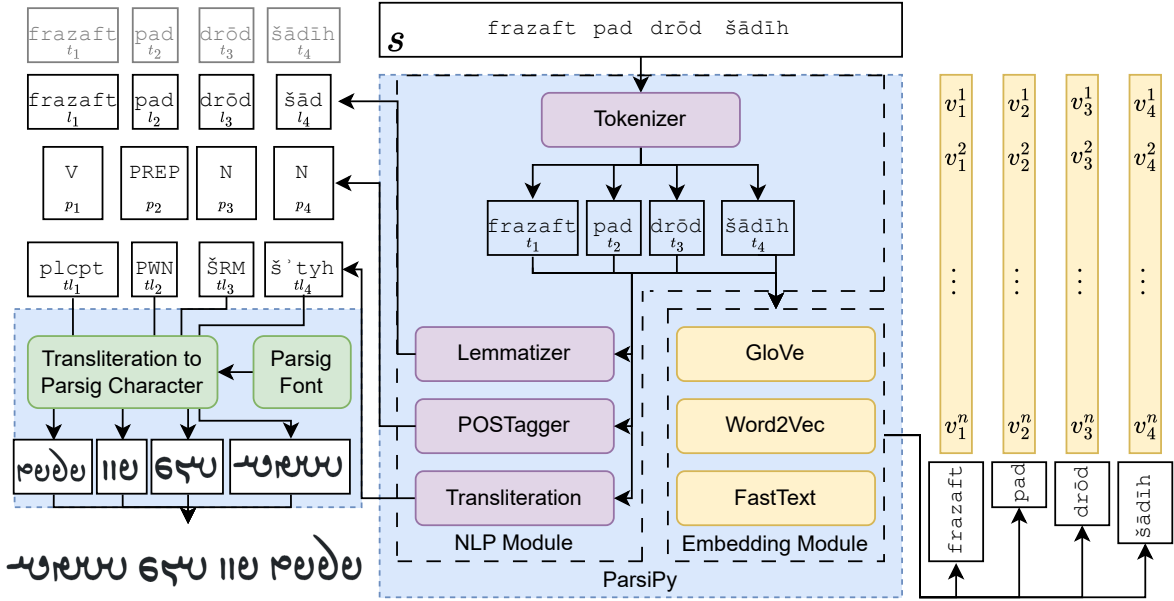 s frazaft pad drōd šādīh
frazaft pad drōd šādīh
t₁ t₂ t₃ t₄
frazaft pad drōd šād
l₁ l₂ l₃ l₄
V PREP N N
p₁ p₂ p₃ p₄
plcpt PWN ŠRM šʾtyh
tl₁ tl₂ tl₃ tl₄
Transliteration to
Parsig Character
Parsig
Font
Tokenizer
frazaft pad drōd šādīh
t₁ t₂ t₃ t₄
Lemmatizer
POSTagger
Transliteration
NLP Module
GloVe
Word2Vec
FastText
Embedding Module
ParsiPy
v₁¹ v₂¹ v₃¹ v₄¹
v₁² v₂² v₃² v₄²
⋮ ⋮ ⋮ ⋮
v₁ⁿ v₂ⁿ v₃ⁿ v₄ⁿ
frazaft
pad
drōd
šādīh